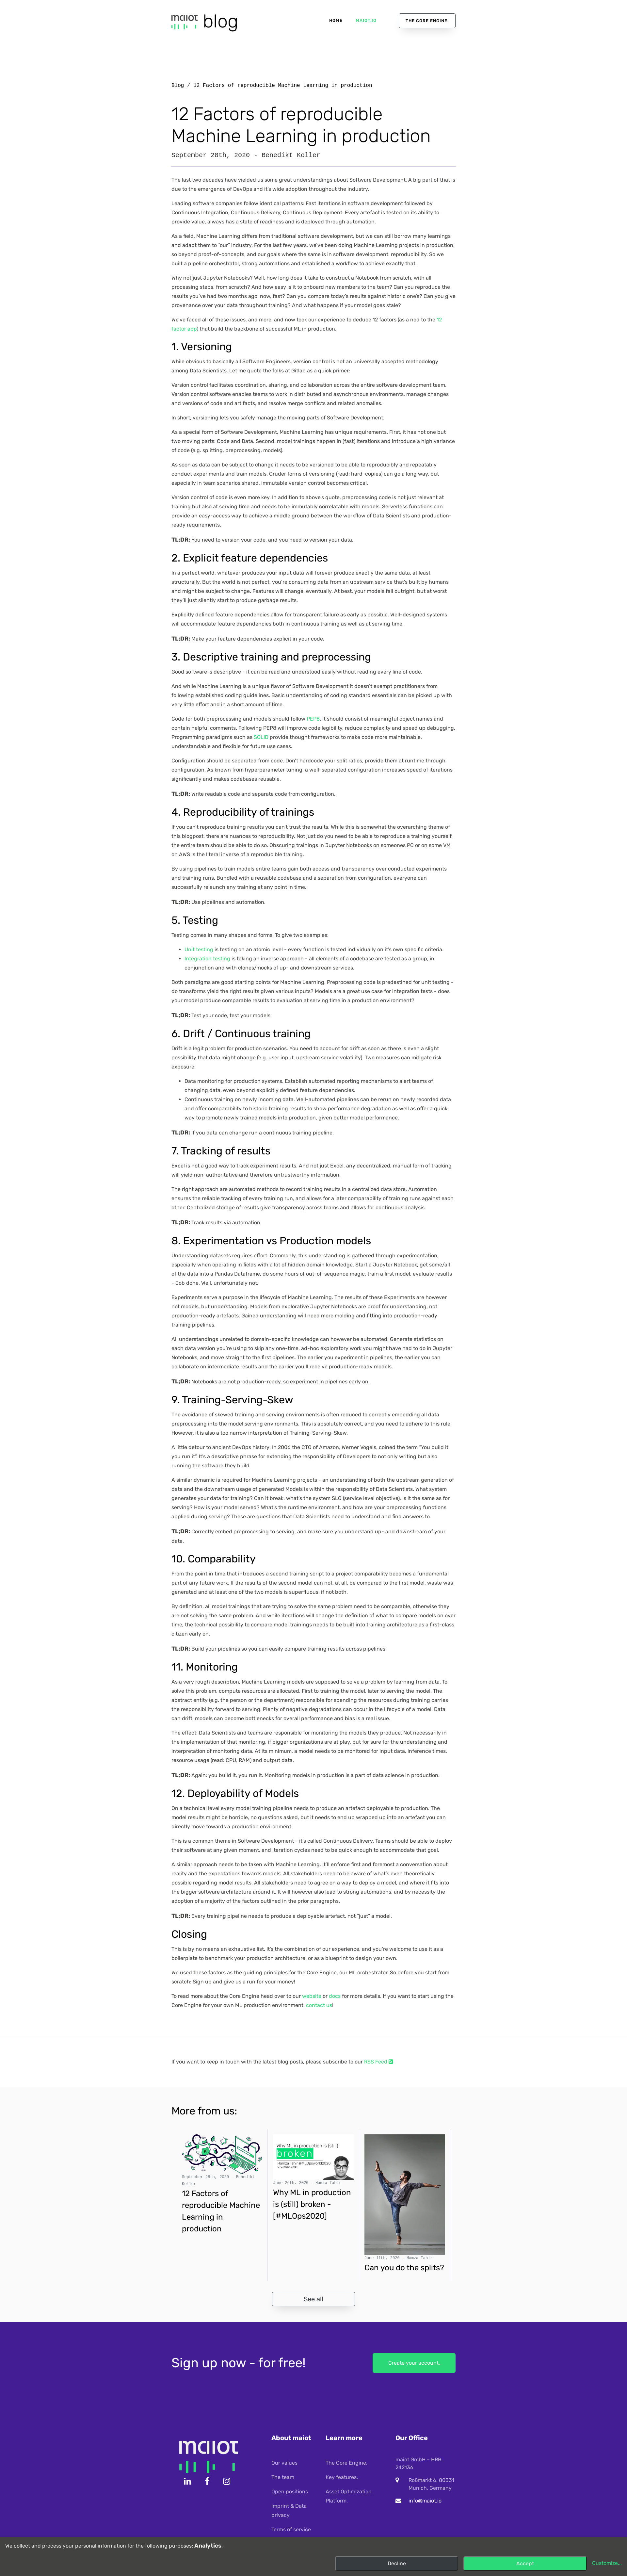 maiot blog
HOME
MAIOT.IO
THE CORE ENGINE.
Blog / 12 Factors of reproducible Machine Learning in production
12 Factors of reproducible
Machine Learning in production
September 28th, 2020 - Benedikt Koller
The last two decades have yielded us some great understandings about Software Development. A big part of that is
due to the emergence of DevOps and it's wide adoption throughout the industry.
Leading software companies follow identical patterns: Fast iterations in software development followed by
Continuous Integration, Continuous Delivery, Continuous Deployment. Every artefact is tested on its ability to
provide value, always has a state of readiness and is deployed through automation.
As a field, Machine Learning differs from traditional software development, but we can still borrow many learnings
and adapt them to "our" industry. For the last few years, we've been doing Machine Learning projects in production,
so beyond proof-of-concepts, and our goals where the same is in software development: reproducibility. So we
built a pipeline orchestrator, strong automations and established a workflow to achieve exactly that.
Why not just Jupyter Notebooks? Well, how long does it take to construct a Notebook from scratch, with all
processing steps, from scratch? And how easy is it to onboard new members to the team? Can you reproduce the
results you've had two months ago, now, fast? Can you compare today's results against historic one's? Can you give
provenance over your data throughout training? And what happens if your model goes stale?
We've faced all of these issues, and more, and now took our experience to deduce 12 factors (as a nod to the 12
factor app) that build the backbone of successful ML in production.
1. Versioning
While obvious to basically all Software Engineers, version control is not an universally accepted methodology
among Data Scientists. Let me quote the folks at Gitlab as a quick primer:
Version control facilitates coordination, sharing, and collaboration across the entire software development team.
Version control software enables teams to work in distributed and asynchronous environments, manage changes
and versions of code and artifacts, and resolve merge conflicts and related anomalies.
In short, versioning lets you safely manage the moving parts of Software Development.
As a special form of Software Development, Machine Learning has unique requirements. First, it has not one but
two moving parts: Code and Data. Second, model trainings happen in (fast) iterations and introduce a high variance
of code (e.g. splitting, preprocessing, models).
As soon as data can be subject to change it needs to be versioned to be able to reproducibly and repeatably
conduct experiments and train models. Cruder forms of versioning (read: hard-copies) can go a long way, but
especially in team scenarios shared, immutable version control becomes critical.
Version control of code is even more key. In addition to above's quote, preprocessing code is not just relevant at
training but also at serving time and needs to be immutably correlatable with models. Serverless functions can
provide an easy-access way to achieve a middle ground between the workflow of Data Scientists and production-
ready requirements.
TL;DR: You need to version your code, and you need to version your data.
2. Explicit feature dependencies
In a perfect world, whatever produces your input data will forever produce exactly the same data, at least
structurally. But the world is not perfect, you're consuming data from an upstream service that's built by humans
and might be subject to change. Features will change, eventually. At best, your models fail outright, but at worst
they'll just silently start to produce garbage results.
Explicitly defined feature dependencies allow for transparent failure as early as possible. Well-designed systems
will accommodate feature dependencies both in continuous training as well as at serving time.
TL;DR: Make your feature dependencies explicit in your code.
3. Descriptive training and preprocessing
Good software is descriptive - it can be read and understood easily without reading every line of code.
And while Machine Learning is a unique flavor of Software Development it doesn't exempt practitioners from
following established coding guidelines. Basic understanding of coding standard essentials can be picked up with
very little effort and in a short amount of time.
Code for both preprocessing and models should follow PEP8. It should consist of meaningful object names and
contain helpful comments. Following PEP8 will improve code legibility, reduce complexity and speed up debugging.
Programming paradigms such as SOLID provide thought frameworks to make code more maintainable,
understandable and flexible for future use cases.
Configuration should be separated from code. Don't hardcode your split ratios, provide them at runtime through
configuration. As known from hyperparameter tuning, a well-separated configuration increases speed of iterations
significantly and makes codebases reusable.
TL;DR: Write readable code and separate code from configuration.
4. Reproducibility of trainings
If you can't reproduce training results you can't trust the results. While this is somewhat the overarching theme of
this blogpost, there are nuances to reproducibility. Not just do you need to be able to reproduce a training yourself,
the entire team should be able to do so. Obscuring trainings in Jupyter Notebooks on someones PC or on some VM
on AWS is the literal inverse of a reproducible training.
By using pipelines to train models entire teams gain both access and transparency over conducted experiments
and training runs. Bundled with a reusable codebase and a separation from configuration, everyone can
successfully relaunch any training at any point in time.
TL;DR: Use pipelines and automation.
5. Testing
Testing comes in many shapes and forms. To give two examples:
• Unit testing is testing on an atomic level - every function is tested individually on it's own specific criteria.
• Integration testing is taking an inverse approach - all elements of a codebase are tested as a group, in
conjunction and with clones/mocks of up- and downstream services.
Both paradigms are good starting points for Machine Learning. Preprocessing code is predestined for unit testing -
do transforms yield the right results given various inputs? Models are a great use case for integration tests - does
your model produce comparable results to evaluation at serving time in a production environment?
TL;DR: Test your code, test your models.
6. Drift / Continuous training
Drift is a legit problem for production scenarios. You need to account for drift as soon as there is even a slight
possibility that data might change (e.g. user input, upstream service volatility). Two measures can mitigate risk
exposure:
• Data monitoring for production systems. Establish automated reporting mechanisms to alert teams of
changing data, even beyond explicitly defined feature dependencies.
• Continuous training on newly incoming data. Well-automated pipelines can be rerun on newly recorded data
and offer comparability to historic training results to show performance degradation as well as offer a quick
way to promote newly trained models into production, given better model performance.
TL;DR: If you data can change run a continuous training pipeline.
7. Tracking of results
Excel is not a good way to track experiment results. And not just Excel, any decentralized, manual form of tracking
will yield non-authoritative and therefore untrustworthy information.
The right approach are automated methods to record training results in a centralized data store. Automation
ensures the reliable tracking of every training run, and allows for a later comparability of training runs against each
other. Centralized storage of results give transparency across teams and allows for continuous analysis.
TL;DR: Track results via automation.
8. Experimentation vs Production models
Understanding datasets requires effort. Commonly, this understanding is gathered through experimentation,
especially when operating in fields with a lot of hidden domain knowledge. Start a Jupyter Notebook, get some/all
of the data into a Pandas Dataframe, do some hours of out-of-sequence magic, train a first model, evaluate results
- Job done. Well, unfortunately not.
Experiments serve a purpose in the lifecycle of Machine Learning. The results of these Experiments are however
not models, but understanding. Models from explorative Jupyter Notebooks are proof for understanding, not
production-ready artefacts. Gained understanding will need more molding and fitting into production-ready
training pipelines.
All understandings unrelated to domain-specific knowledge can however be automated. Generate statistics on
each data version you're using to skip any one-time, ad-hoc exploratory work you might have had to do in Jupyter
Notebooks, and move straight to the first pipelines. The earlier you experiment in pipelines, the earlier you can
collaborate on intermediate results and the earlier you'll receive production-ready models.
TL;DR: Notebooks are not production-ready, so experiment in pipelines early on.
9. Training-Serving-Skew
The avoidance of skewed training and serving environments is often reduced to correctly embedding all data
preprocessing into the model serving environments. This is absolutely correct, and you need to adhere to this rule.
However, it is also a too narrow interpretation of Training-Serving-Skew.
A little detour to ancient DevOps history: In 2006 the CTO of Amazon, Werner Vogels, coined the term "You build it,
you run it". It's a descriptive phrase for extending the responsibility of Developers to not only writing but also
running the software they build.
A similar dynamic is required for Machine Learning projects - an understanding of both the upstream generation of
data and the downstream usage of generated Models is within the responsibility of Data Scientists. What system
generates your data for training? Can it break, what's the system SLO (service level objective), is it the same as for
serving? How is your model served? What's the runtime environment, and how are your preprocessing functions
applied during serving? These are questions that Data Scientists need to understand and find answers to.
TL;DR: Correctly embed preprocessing to serving, and make sure you understand up- and downstream of your
data.
10. Comparability
From the point in time that introduces a second training script to a project comparability becomes a fundamental
part of any future work. If the results of the second model can not, at all, be compared to the first model, waste was
generated and at least one of the two models is superfluous, if not both.
By definition, all model trainings that are trying to solve the same problem need to be comparable, otherwise they
are not solving the same problem. And while iterations will change the definition of what to compare models on over
time, the technical possibility to compare model trainings needs to be built into training architecture as a first-class
citizen early on.
TL;DR: Build your pipelines so you can easily compare training results across pipelines.
11. Monitoring
As a very rough description, Machine Learning models are supposed to solve a problem by learning from data. To
solve this problem, compute resources are allocated. First to training the model, later to serving the model. The
abstract entity (e.g. the person or the department) responsible for spending the resources during training carries
the responsibility forward to serving. Plenty of negative degradations can occur in the lifecycle of a model: Data
can drift, models can become bottlenecks for overall performance and bias is a real issue.
The effect: Data Scientists and teams are responsible for monitoring the models they produce. Not necessarily in
the implementation of that monitoring, if bigger organizations are at play, but for sure for the understanding and
interpretation of monitoring data. At its minimum, a model needs to be monitored for input data, inference times,
resource usage (read: CPU, RAM) and output data.
TL;DR: Again: you build it, you run it. Monitoring models in production is a part of data science in production.
12. Deployability of Models
On a technical level every model training pipeline needs to produce an artefact deployable to production. The
model results might be horrible, no questions asked, but it needs to end up wrapped up into an artefact you can
directly move towards a production environment.
This is a common theme in Software Development - it's called Continuous Delivery. Teams should be able to deploy
their software at any given moment, and iteration cycles need to be quick enough to accommodate that goal.
A similar approach needs to be taken with Machine Learning. It'll enforce first and foremost a conversation about
reality and the expectations towards models. All stakeholders need to be aware of what's even theoretically
possible regarding model results. All stakeholders need to agree on a way to deploy a model, and where it fits into
the bigger software architecture around it. It will however also lead to strong automations, and by necessity the
adoption of a majority of the factors outlined in the prior paragraphs.
TL;DR: Every training pipeline needs to produce a deployable artefact, not "just" a model.
Closing
This is by no means an exhaustive list. It's the combination of our experience, and you're welcome to use it as a
boilerplate to benchmark your production architecture, or as a blueprint to design your own.
We used these factors as the guiding principles for the Core Engine, our ML orchestrator. So before you start from
scratch: Sign up and give us a run for your money!
To read more about the Core Engine head over to our website or docs for more details. If you want to start using the
Core Engine for your own ML production environment, contact us!
If you want to keep in touch with the latest blog posts, please subscribe to our RSS Feed
More from us:
September 28th, 2020 - Benedikt
Koller
12 Factors of
reproducible Machine
Learning in
production
Why ML in production is (still)
broken
June 20th, 2020 - Hamza Tahir
Why ML in production
is (still) broken -
[#MLOps2020]
June 11th, 2020 - Hamza Tahir
Can you do the splits?
See all
Sign up now - for free!
Create your account.
maiot
About maiot
Our values
The team
Open positions
Imprint & Data
privacy
Terms of service
Learn more
The Core Engine.
Key features.
Asset Optimization
Platform.
Our Office
maiot GmbH – HRB
242136
Roßmarkt 6, 80331
Munich, Germany
info@maiot.io
We collect and process your personal information for the following purposes: Analytics.
Decline
Accept
Customize...